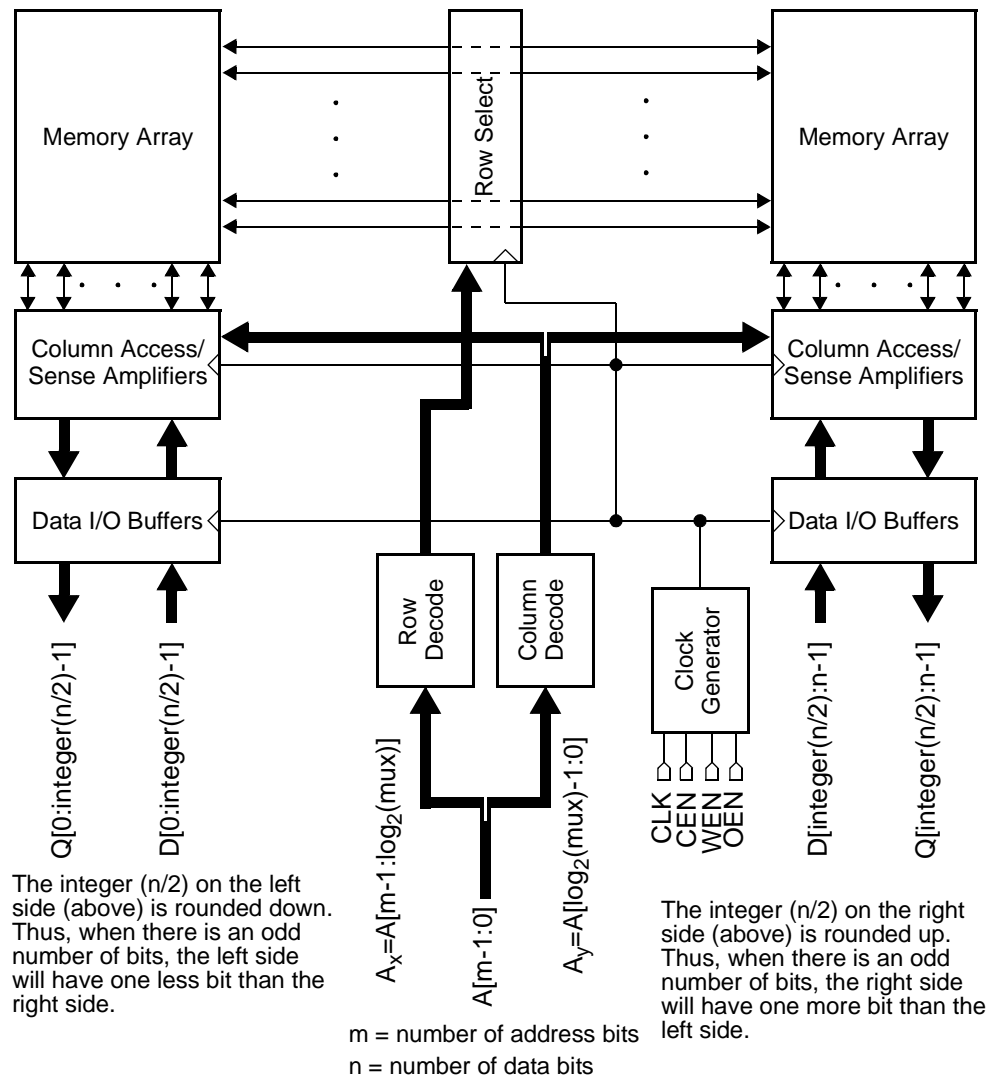 Memory Array
Row Select
Memory Array
Column Access/
Sense Amplifiers
Column Access/
Sense Amplifiers
Data I/O Buffers
Data I/O Buffers
Row
Decode
Column
Decode
Clock
Generator
CLK
CEN
WEN
OEN
Q[0:integer(n/2)-1]
D[0:integer(n/2)-1]
Aₓ=A[m-1:log₂(mux)]
A[m-1:0]
Aᵧ=A[log₂(mux)-1:0]
D[integer(n/2):n-1]
Q[integer(n/2):n-1]
The integer (n/2) on the left
side (above) is rounded down.
Thus, when there is an odd
number of bits, the left side
will have one less bit than the
right side.
The integer (n/2) on the right
side (above) is rounded up.
Thus, when there is an odd
number of bits, the right side
will have one more bit than the
left side.
m = number of address bits
n = number of data bits